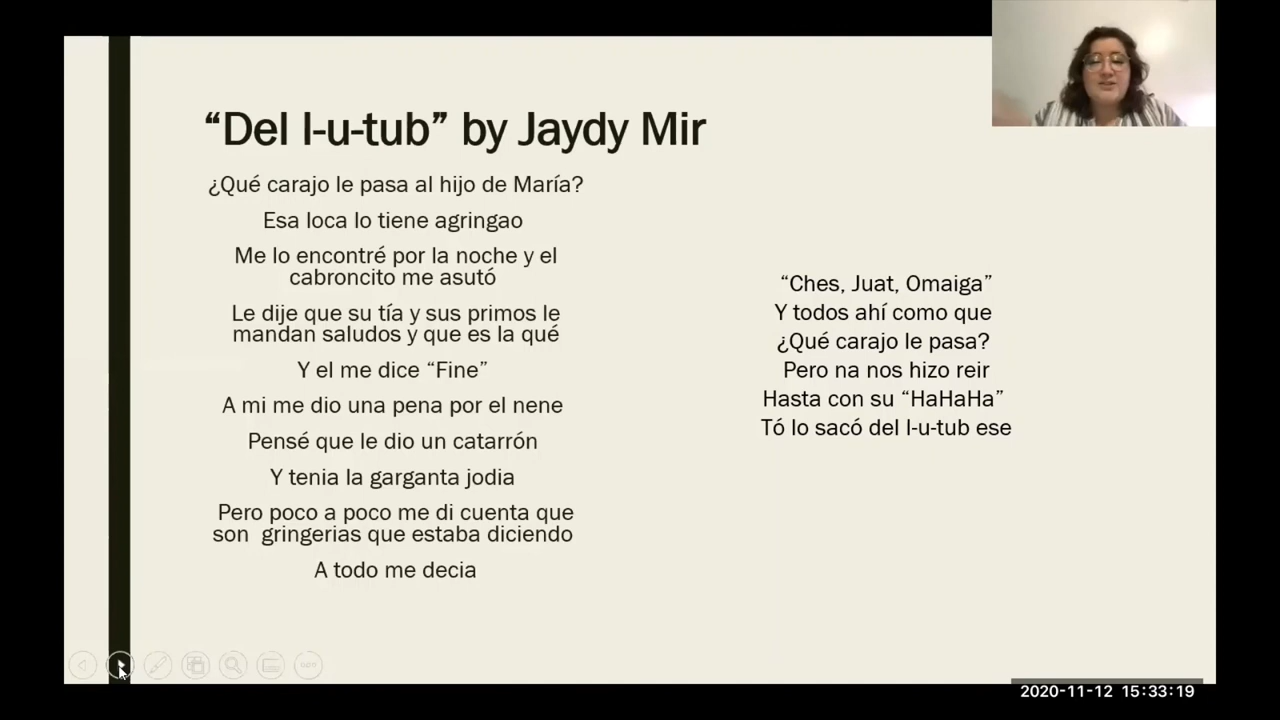 “Del I-u-tub” by Jaydy Mir
¿Qué carajo le pasa al hijo de María?
Esa loca lo tiene agringao
Me lo encontré por la noche y el
cabroncito me asutó
Le dije que su tía y sus primos le
mandan saludos y que es la qué
Y el me dice “Fine”
A mi me dio una pena por el nene
Pensé que le dio un catarrón
Y tenia la garganta jodia
Pero poco a poco me di cuenta que
son gringerias que estaba diciendo
A todo me decia
“Ches, Juat, Omaiga”
Y todos ahí como que
¿Qué carajo le pasa?
Pero na nos hizo reir
Hasta con su “HaHaHa”
Tó lo sacó del I-u-tub ese
2020-11-12 15:33:19